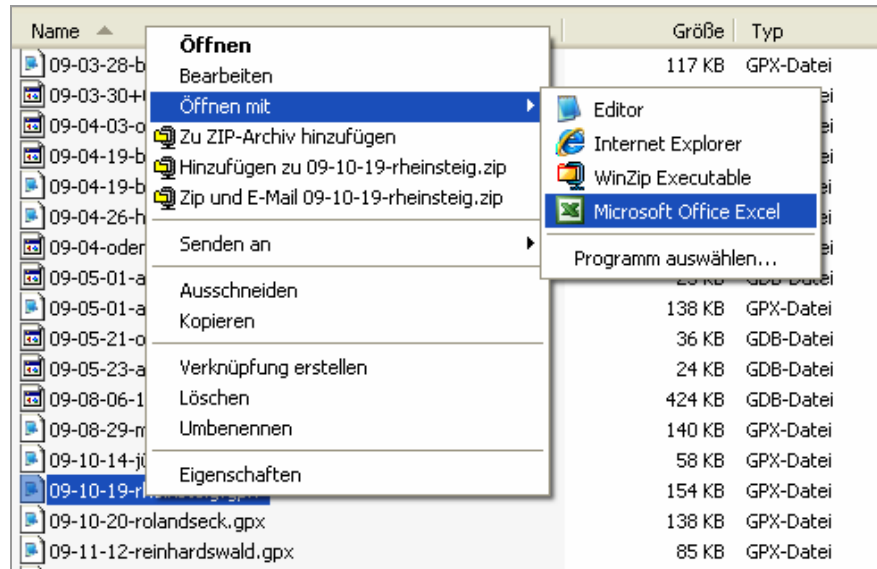 Name Größe Typ
09-03-28-b 117 KB GPX-Datei
09-03-30+
09-04-03-o
09-04-19-b
09-04-19-b
09-04-26-h
09-04-oder
09-05-01-a GDB-Datei
09-05-01-a 138 KB GPX-Datei
09-05-21-o 36 KB GDB-Datei
09-05-23-a 24 KB GDB-Datei
09-08-06-1 424 KB GDB-Datei
09-08-29-m 140 KB GPX-Datei
09-10-14-jü 58 KB GPX-Datei
09-10-19-rheinsteig.gpx 154 KB GPX-Datei
09-10-20-rolandseck.gpx 138 KB GPX-Datei
09-11-12-reinhardswald.gpx 85 KB GPX-Datei
Öffnen
Bearbeiten
Öffnen mit
Zu ZIP-Archiv hinzufügen
Hinzufügen zu 09-10-19-rheinsteig.zip
Zip und E-Mail 09-10-19-rheinsteig.zip
Senden an
Ausschneiden
Kopieren
Verknüpfung erstellen
Löschen
Umbenennen
Eigenschaften
Editor
Internet Explorer
WinZip Executable
Microsoft Office Excel
Programm auswählen...